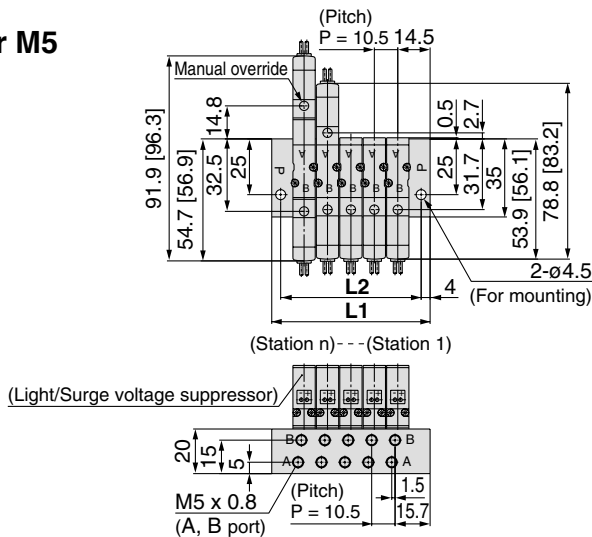 r M5
(Pitch)
P = 10.5
14.5
Manual override
14.8
0.5
2.7
91.9 [96.3]
54.7 [56.9]
32.5
25
P
A
A
A
A
A
P
B
B
B
B
B
25
31.7
35
53.9 [56.1]
78.8 [83.2]
2-ø4.5
(For mounting)
L2
4
L1
(Station n)---(Station 1)
(Light/Surge voltage suppressor)
20
15
5
B
B
A
A
M5 x 0.8
(A, B port)
(Pitch)
P = 10.5
1.5
15.7